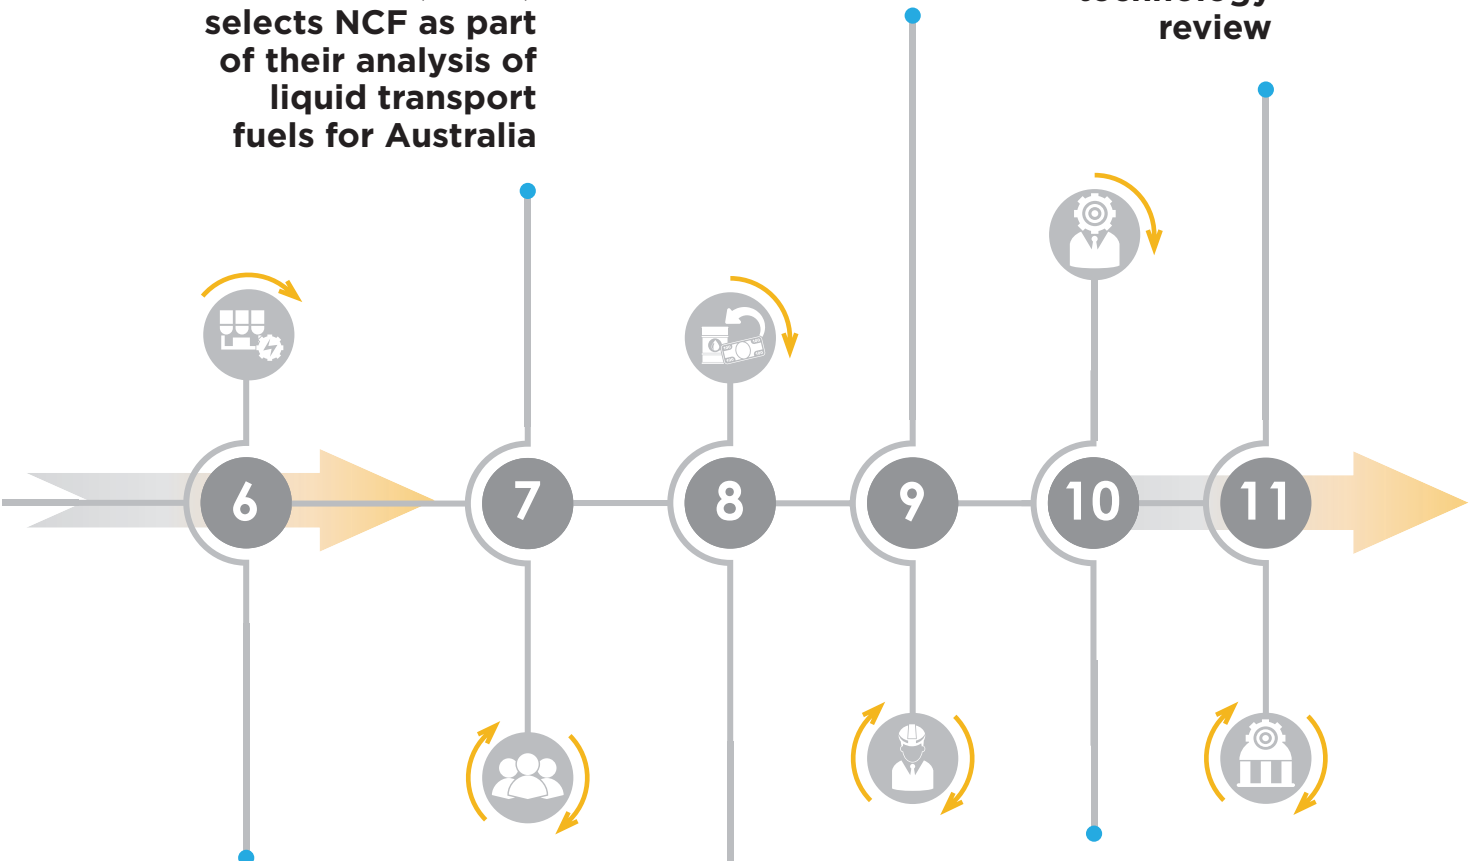 selects NCF as part
of their analysis of
liquid transport
fuels for Australia
review
6
7
8
9
10
11